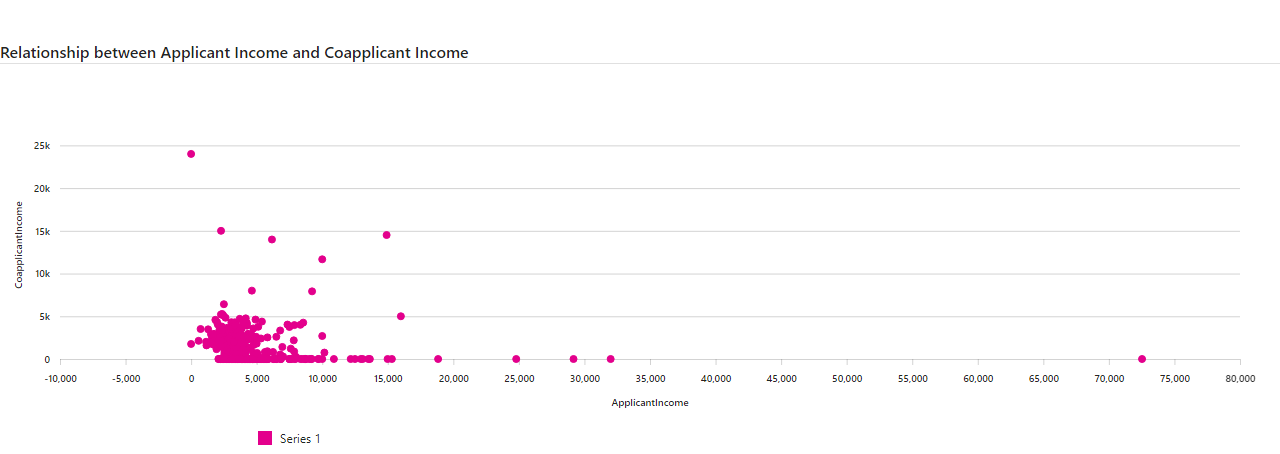 Relationship between Applicant Income and Coapplicant Income
25k
20k
15k
10k
5k
0
CoapplicantIncome
-10,000 -5,000 0 5,000 10,000 15,000 20,000 25,000 30,000 35,000 40,000 45,000 50,000 55,000 60,000 65,000 70,000 75,000 80,000
ApplicantIncome
Series 1